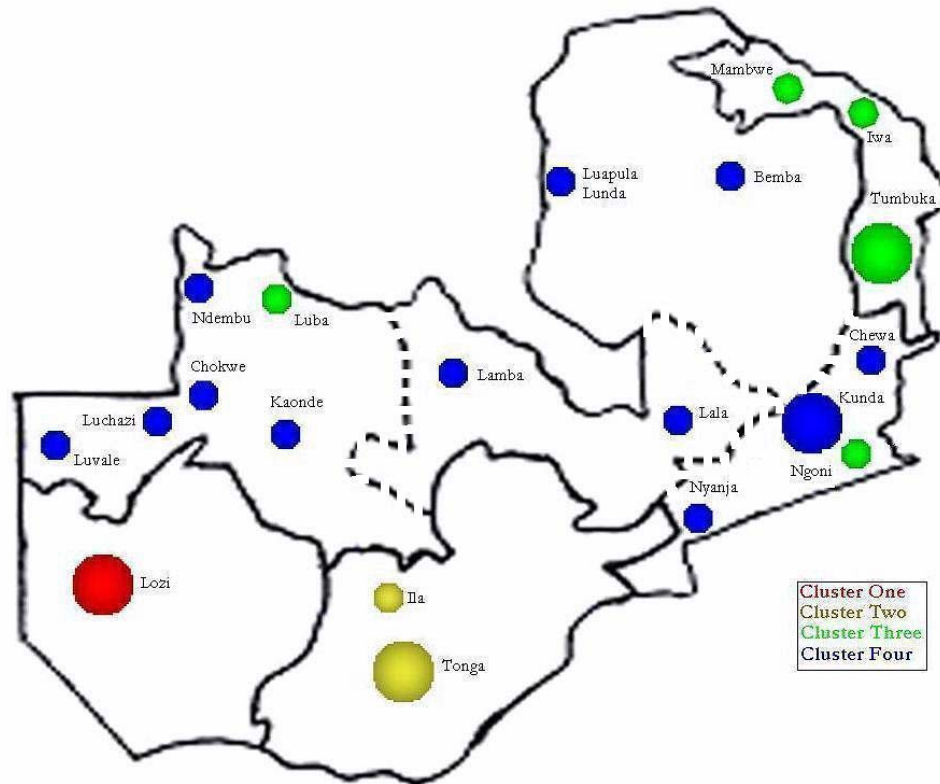 Mambwe
Iwa
Luapula
Lunda
Bemba
Tumbuka
Ndembu
Luba
Chewa
Chokwe
Lamba
Kaonde
Lala
Kunda
Luchazi
Luvale
Ngoni
Nyanja
Lozi
Ila
Tonga
Cluster One
Cluster Two
Cluster Three
Cluster Four